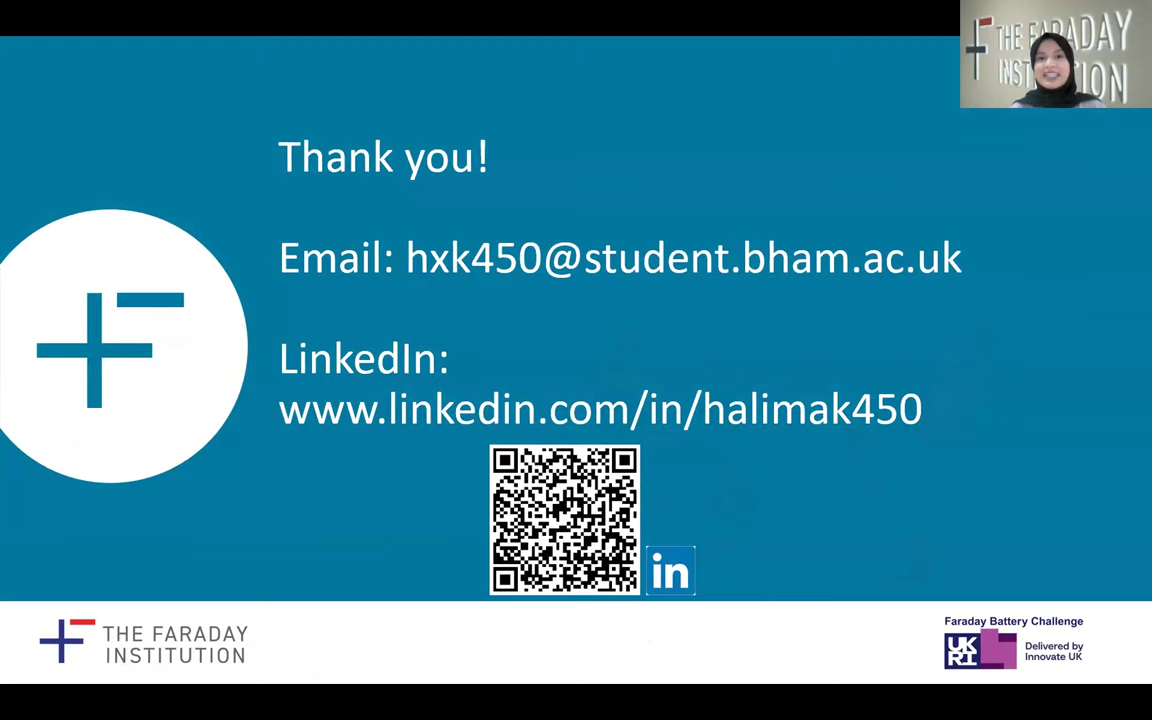 THE FARADAY
INSTITUTION
Thank you!
Email: hxk450@student.bham.ac.uk
LinkedIn:
www.linkedin.com/in/halimak450
in
THE FARADAY
INSTITUTION
Faraday Battery Challenge
UK
RI
Delivered by
Innovate UK